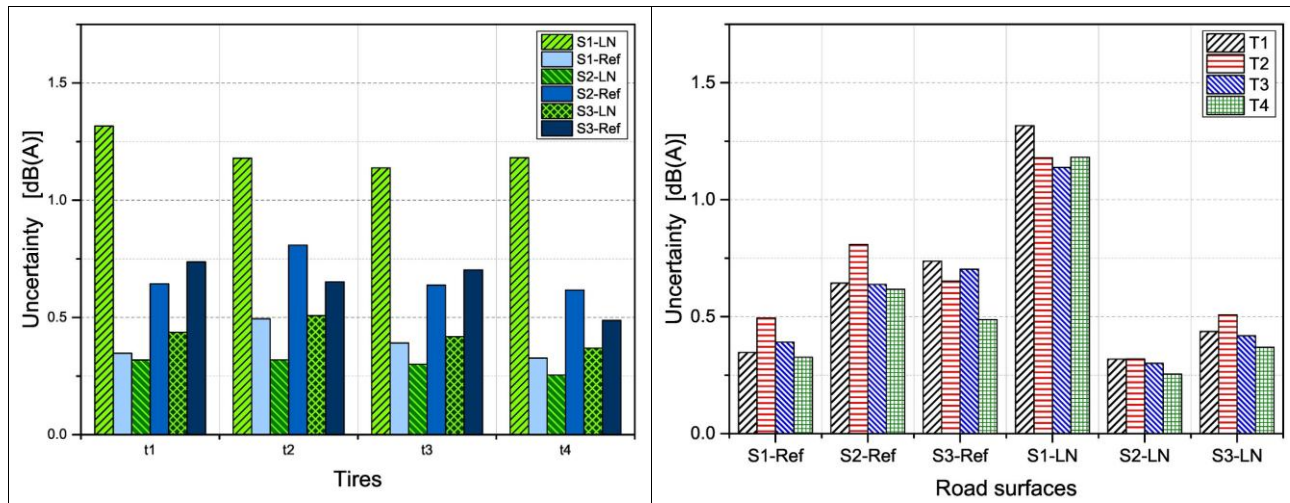 1.5
1.0
0.5
0.0
Uncertainty [dB(A)]
S1-LN
S1-Ref
S2-LN
S2-Ref
S3-LN
S3-Ref
t1 t2 t3 t4
Tires
1.5
1.0
0.5
0.0
Uncertainty [dB(A)]
T1
T2
T3
T4
S1-Ref S2-Ref S3-Ref S1-LN S2-LN S3-LN
Road surfaces